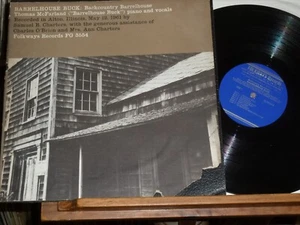 BARRELHOUSE BUCK: Backcountry Barrelhouse
Thomas McFarland ("Barrelhouse Buck"): piano and vocals
Recorded in Alton, Illinois, May 19, 1961 by
Samuel B. Charters, with the generous assistance of
Charles O'Brien and Mrs. Ann Charters
Folkways Records FG 3554